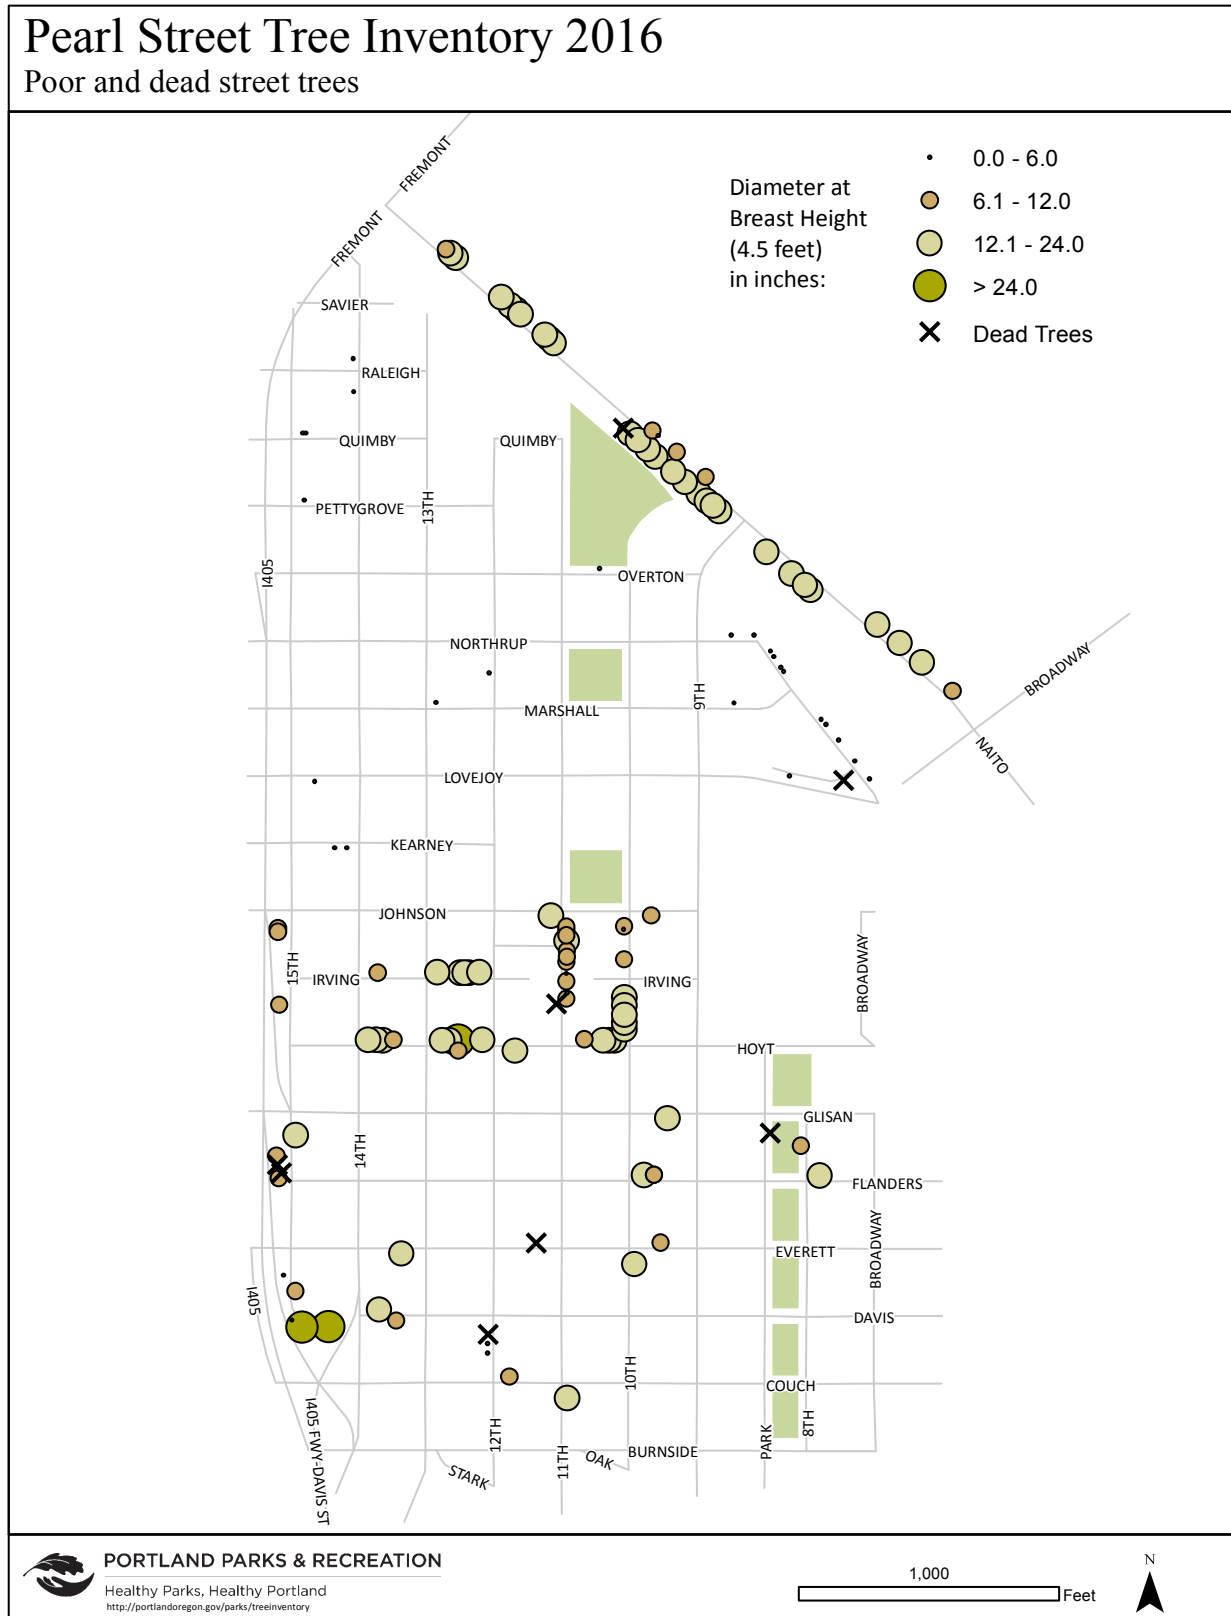 Pearl Street Tree Inventory 2016
Poor and dead street trees
Diameter at
Breast Height
(4.5 feet)
in inches:
0.0 - 6.0
6.1 - 12.0
12.1 - 24.0
> 24.0
Dead Trees
FREMONT
FREMONT
SAVIER
RALEIGH
QUIMBY
QUIMBY
PETTYGROVE
13TH
I405
OVERTON
NORTHRUP
9TH
MARSHALL
BROADWAY
NAITO
LOVEJOY
KEARNEY
JOHNSON
15TH
IRVING
IRVING
BROADWAY
HOYT
GLISAN
14TH
FLANDERS
EVERETT
BROADWAY
I405
DAVIS
10TH
COUCH
I405 FWY-DAVIS ST
12TH
11TH
OAK
BURNSIDE
PARK
8TH
STARK
PORTLAND PARKS & RECREATION
Healthy Parks, Healthy Portland
http://portlandoregon.gov/parks/treeinventory
1,000
Feet
N